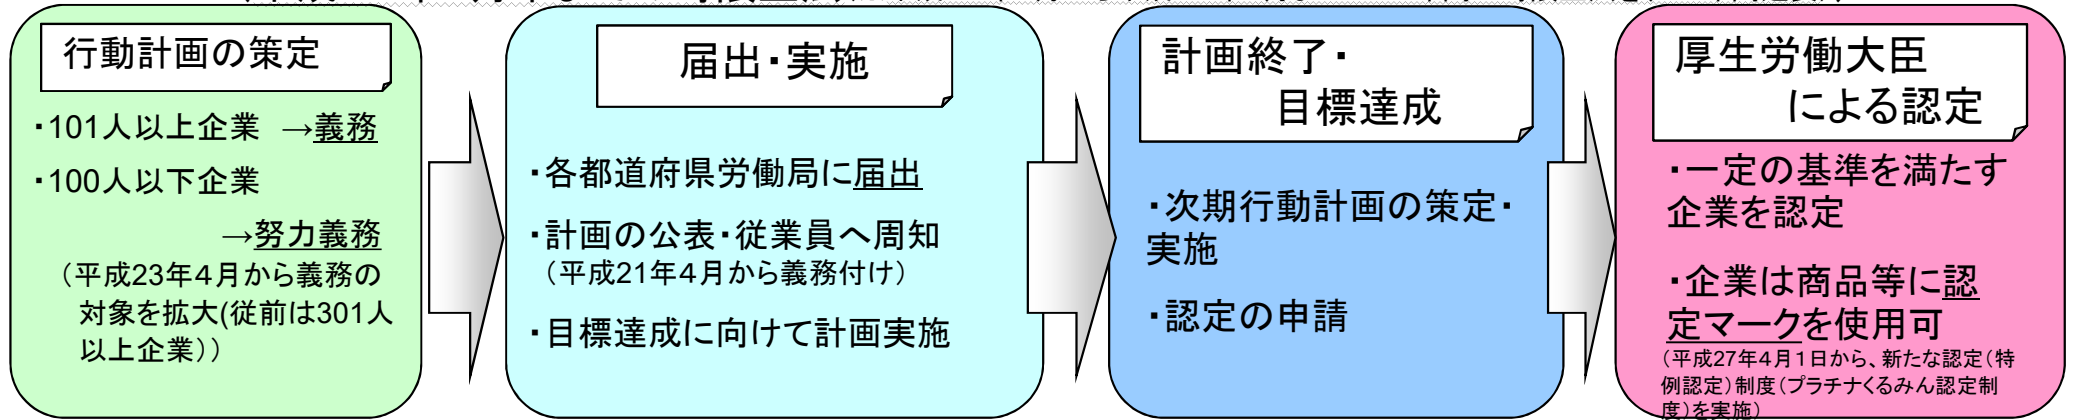 行動計画の策定
・101人以上企業 →義務
・100人以下企業
→努力義務
（平成23年４月から義務の
対象を拡大(従前は301人
以上企業)）
届出・実施
・各都道府県労働局に届出
・計画の公表・従業員へ周知
（平成21年４月から義務付け）
・目標達成に向けて計画実施
計画終了・
目標達成
・次期行動計画の策定・
実施
・認定の申請
厚生労働大臣
による認定
・一定の基準を満たす
企業を認定
・企業は商品等に認
定マークを使用可
（平成27年４月１日から、新たな認定（特
例認定）制度（プラチナくるみん認定制
度）を実施）